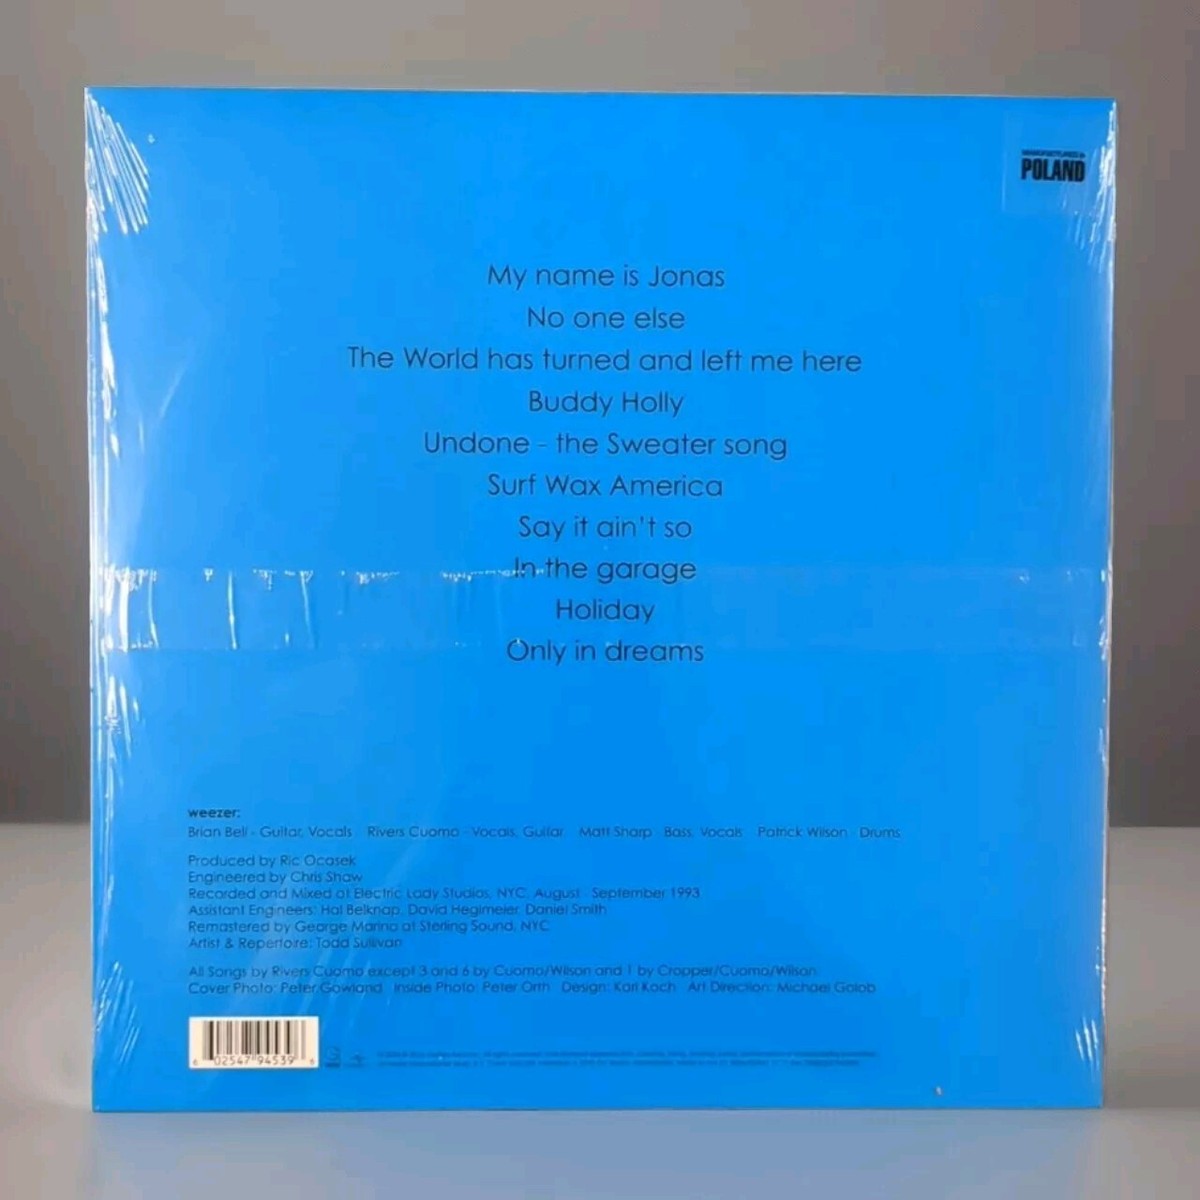 MANUFACTURED IN
POLAND
My name is Jonas
No one else
The World has turned and left me here
Buddy Holly
Undone - the Sweater song
Surf Wax America
Say it ain't so
In the garage
Holiday
Only in dreams
weezer:
Brian Bell - Guitar, Vocals Rivers Cuomo - Vocals, Guitar Matt Sharp Bass, Vocals Patrick Wilson Drums
Produced by Ric Ocasek
Engineered by Chris Shaw
Recorded and Mixed at Electric Lady Studios, NYC, August - September 1993
Assistant Engineers: Hal Belknap, David Heglmeier, Daniel Smith
Remastered by George Marino at Sterling Sound, NYC
Artist & Repertoire: Todd Sullivan
All Songs by Rivers Cuomo except 3 and 6 by Cuomo/Wilson and 1 by Cropper/Cuomo/Wilson
Cover Photo: Peter Gowland Inside Photo: Peter Orth Design: Karl Koch Art Direction: Michael Golob
6 02547 94539 6